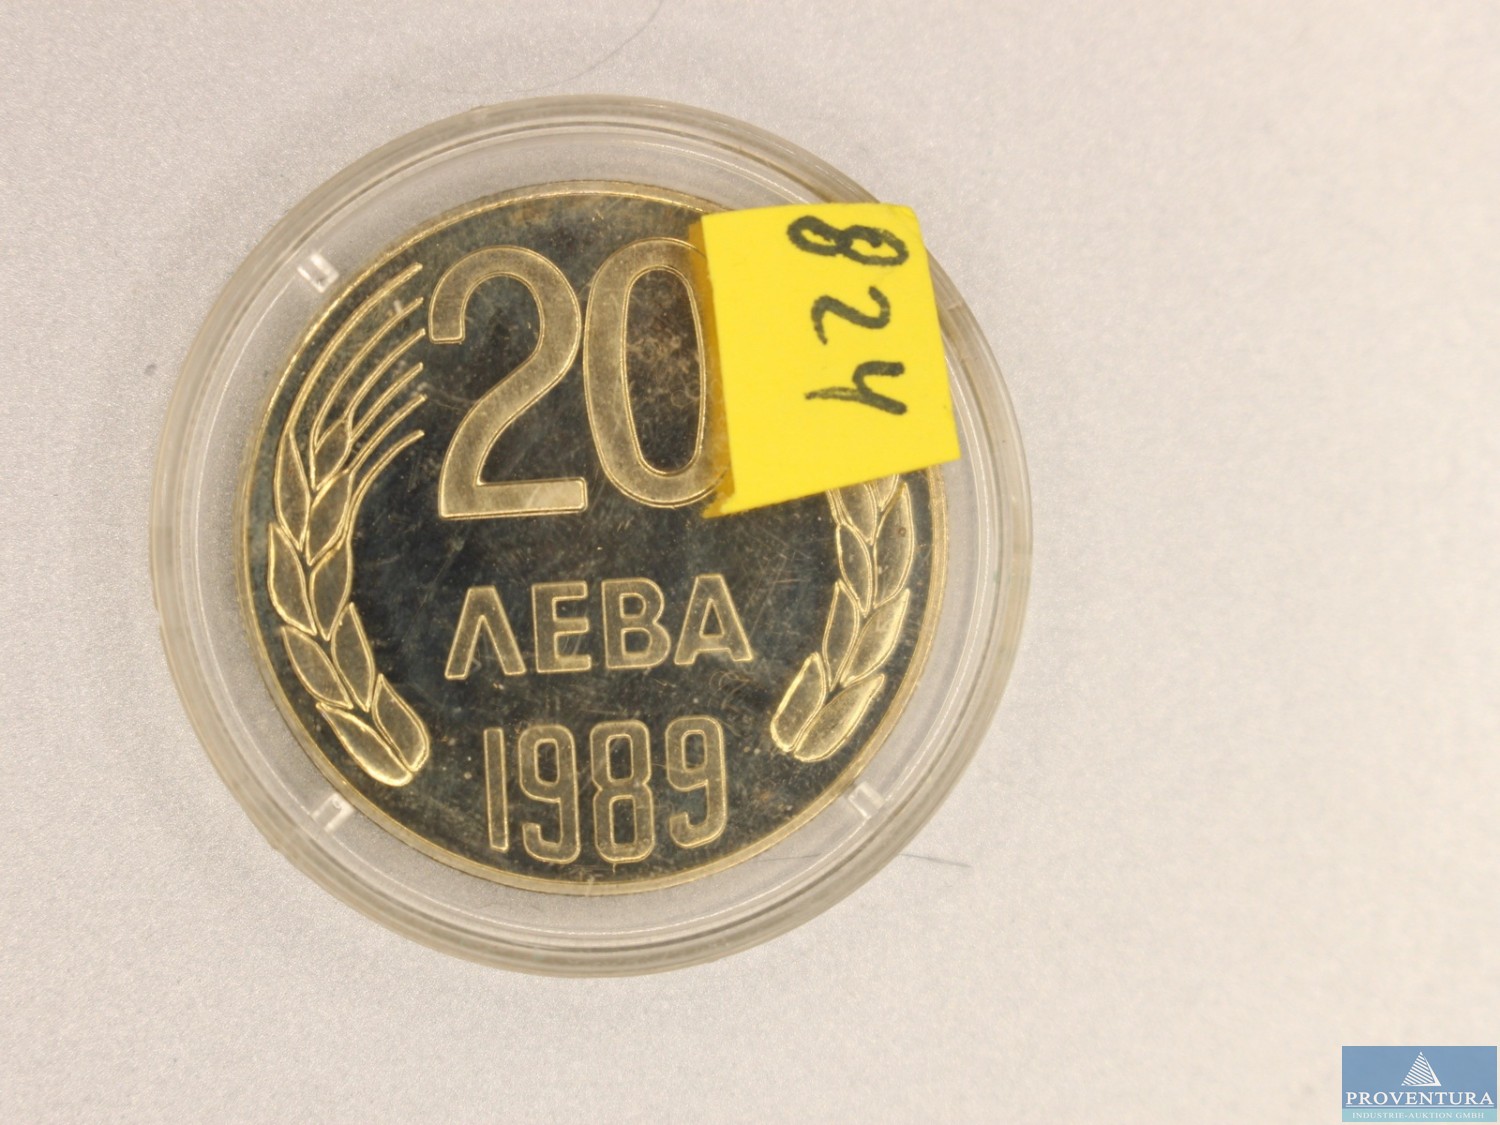 20
ЛЕВА
1989
824
PROVENTURA
INDUSTRIE-AUKTION GMBH